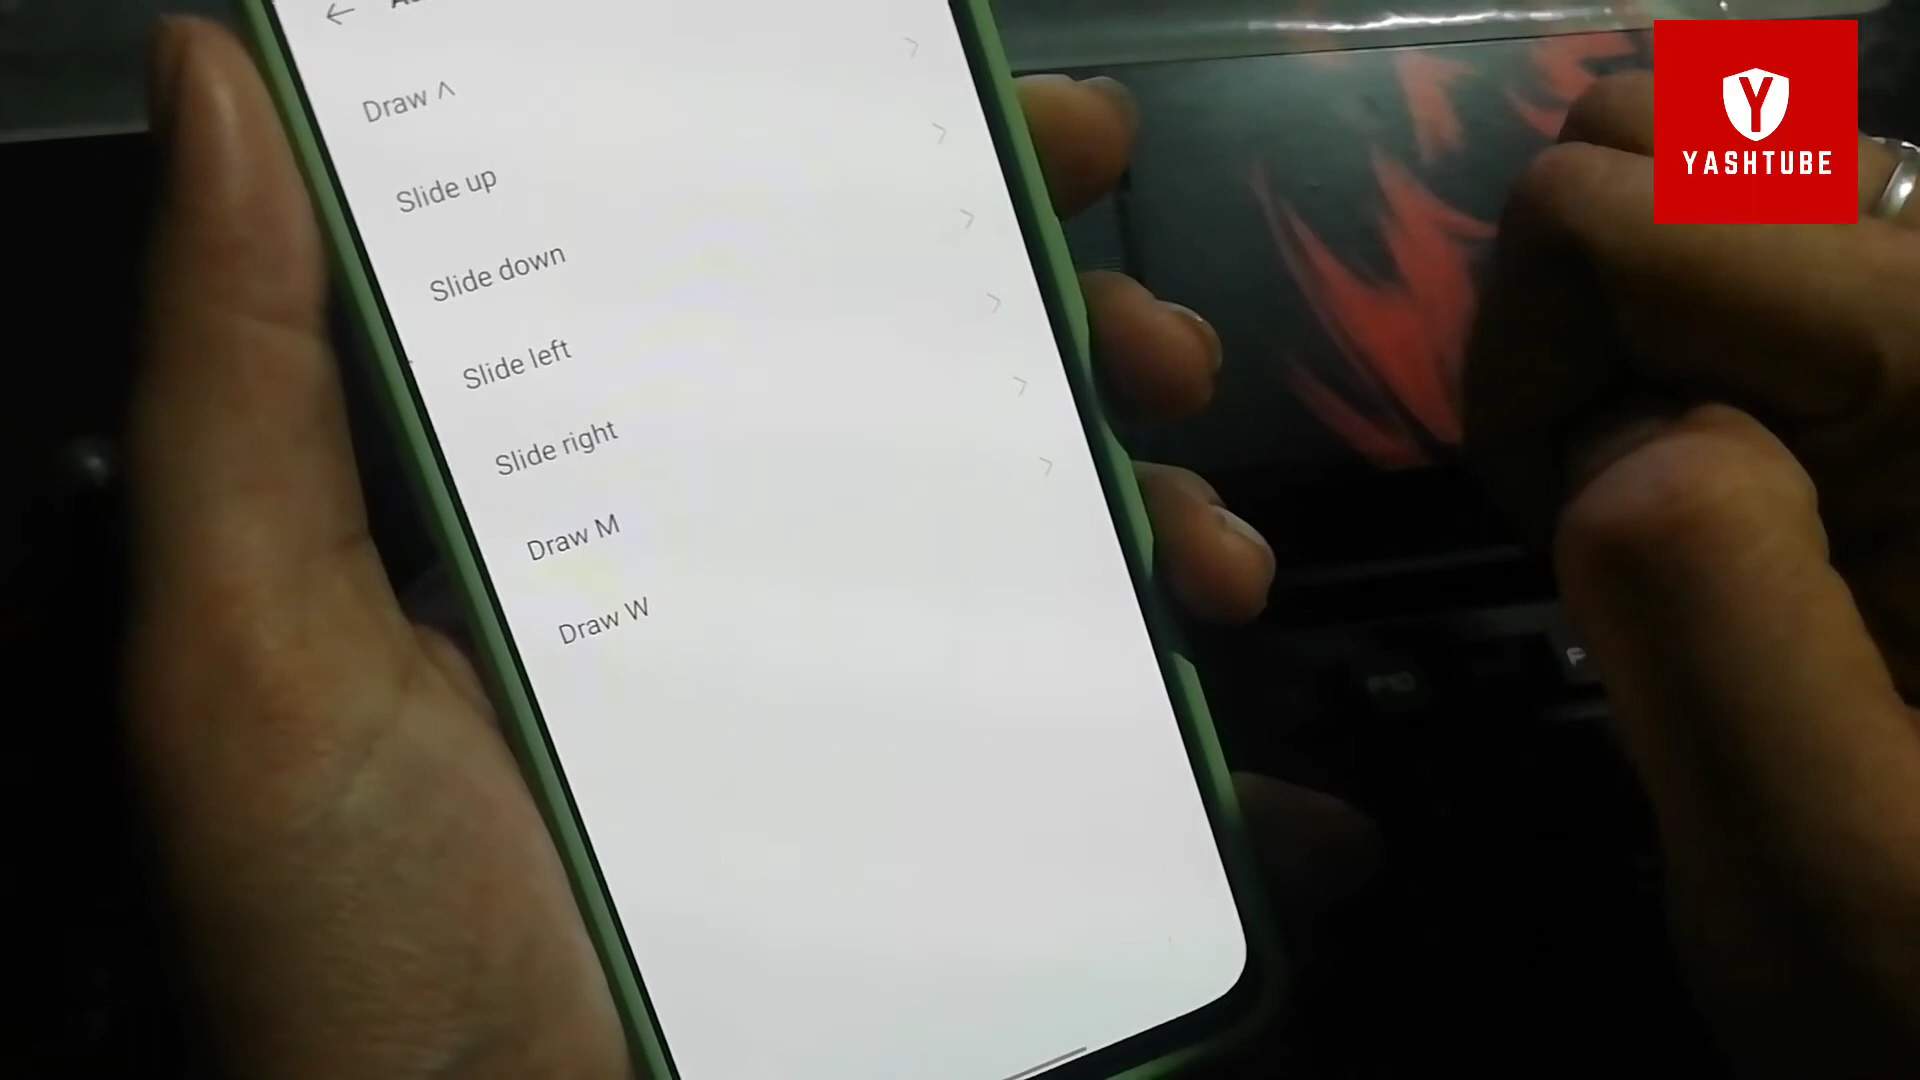 Draw ^
Slide up
Slide down
Slide left
Slide right
Draw M
Draw W
Y
YASHTUBE